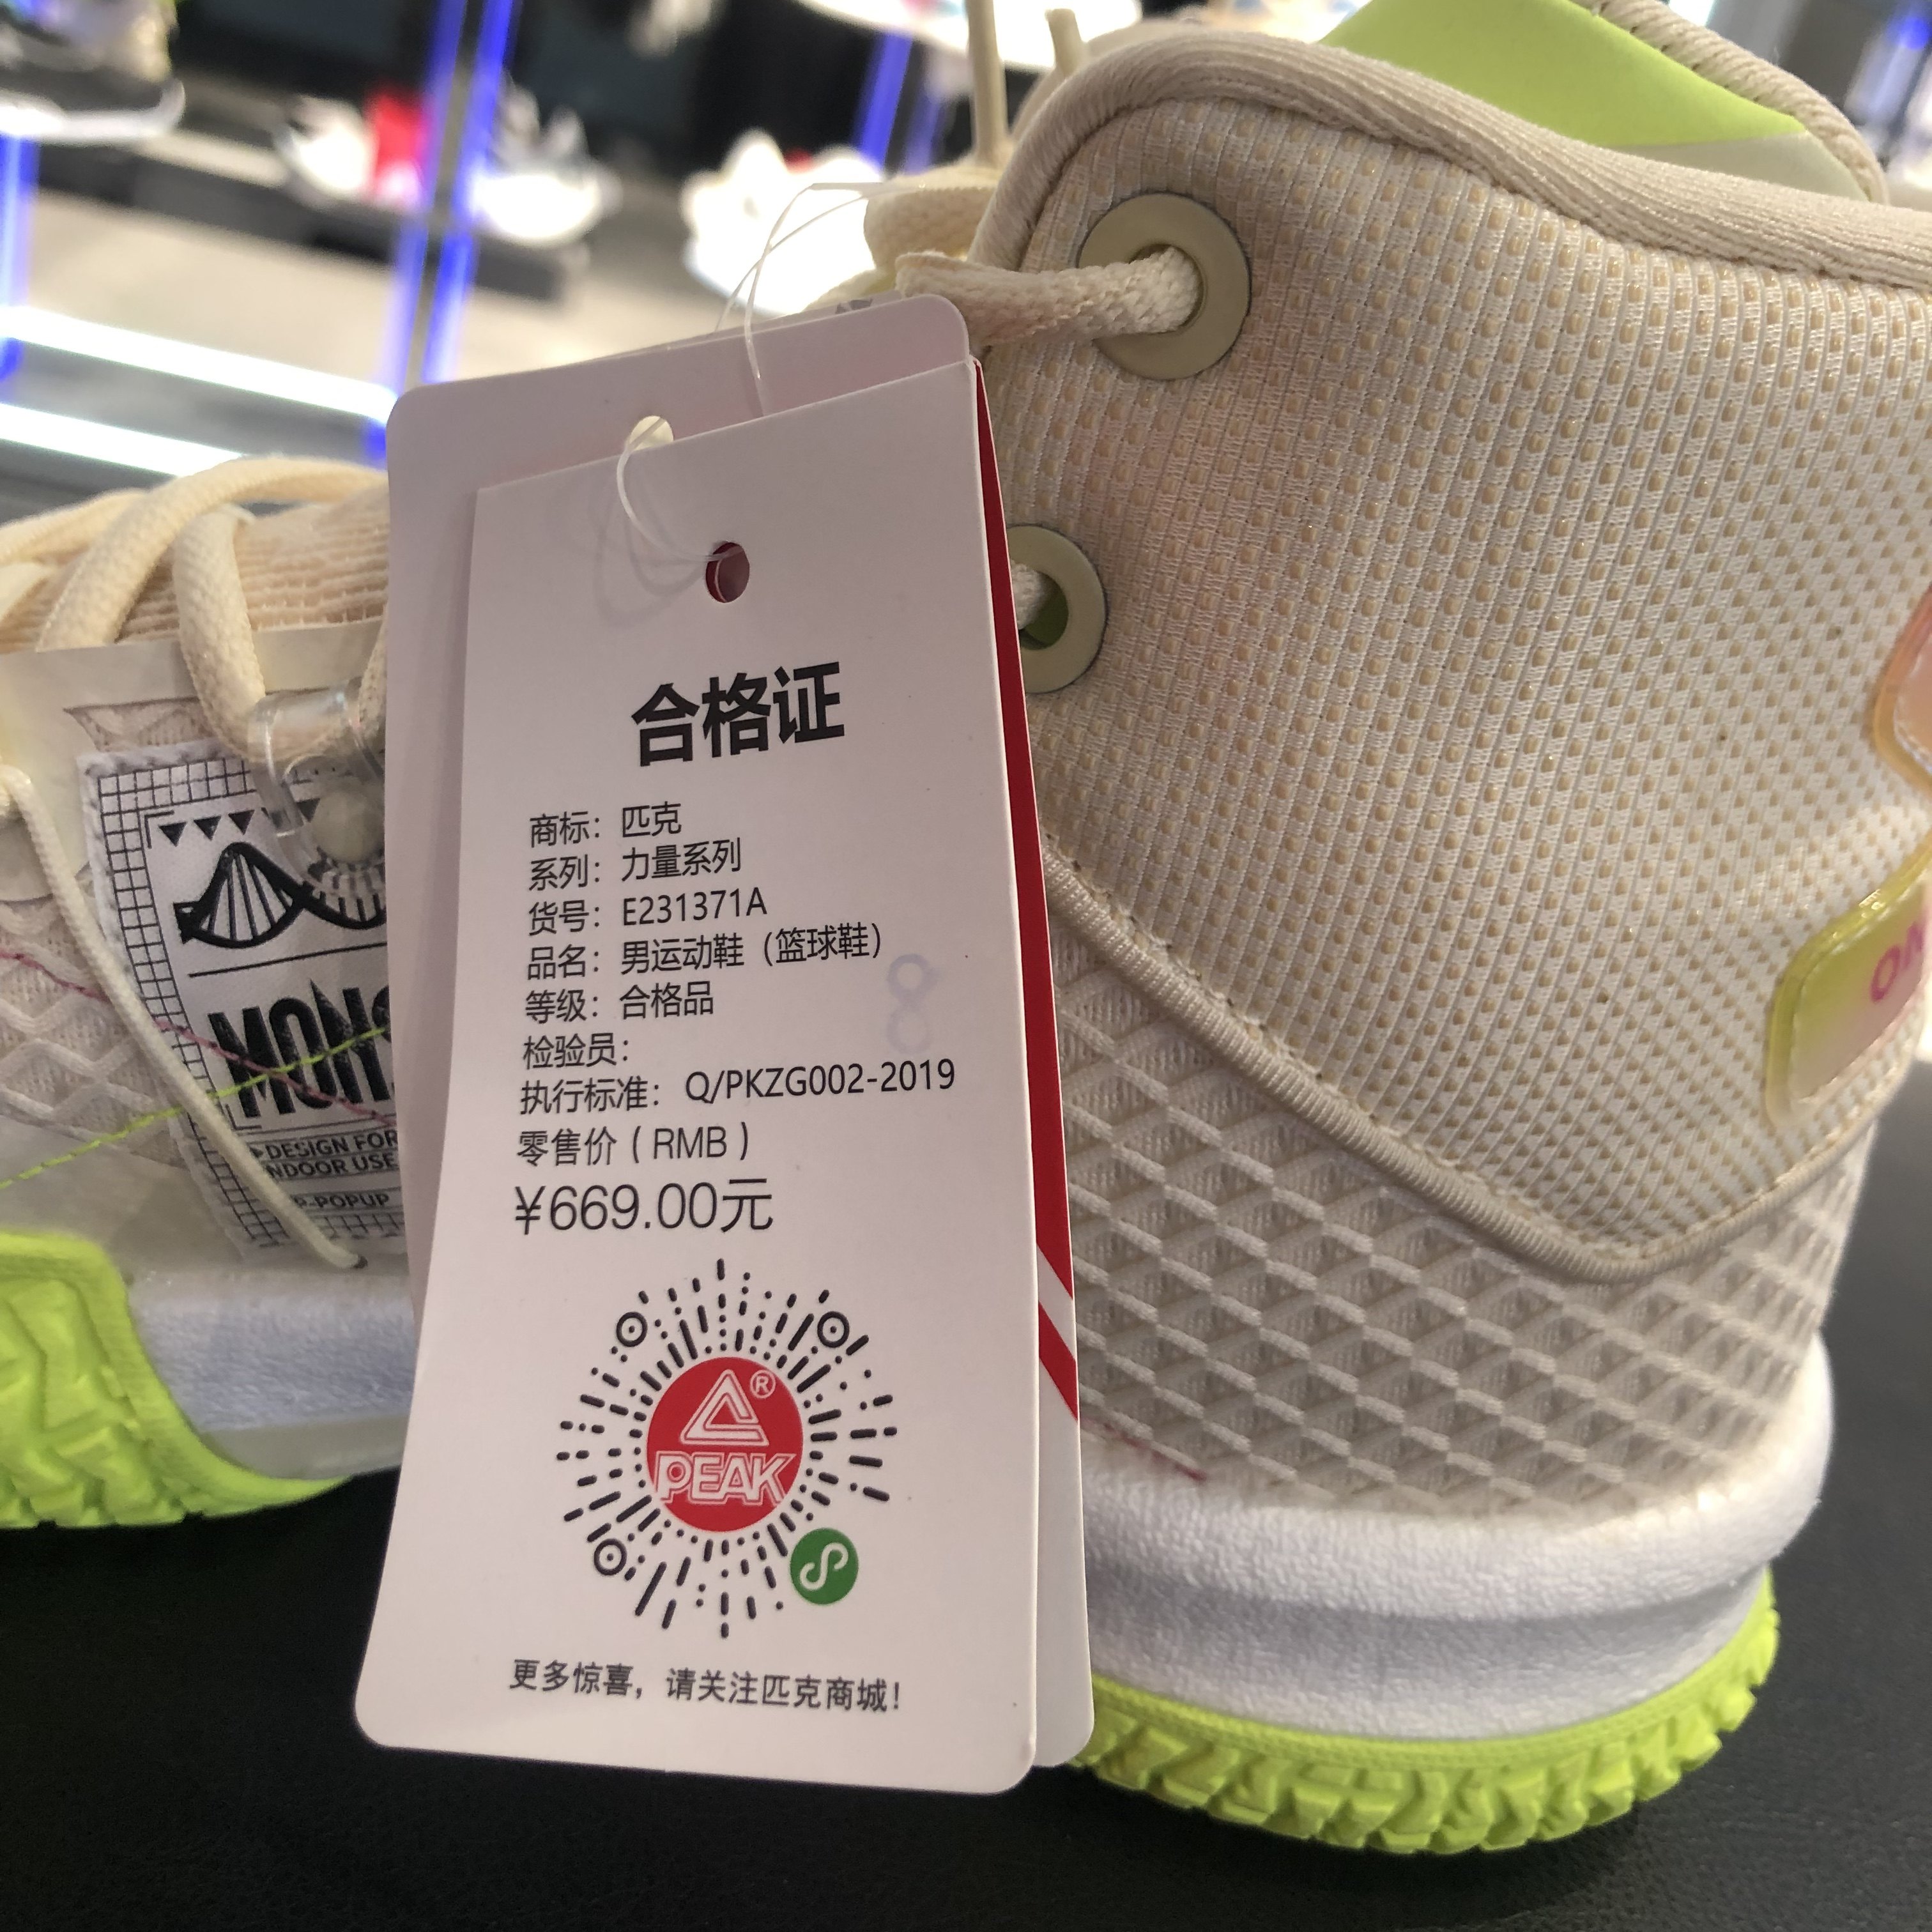 合格证
商标：匹克
系列：力量系列
货号：E231371A
品名：男运动鞋（篮球鞋）
等级：合格品
检验员：
8
执行标准：Q/PKZG002-2019
零售价（RMB）
¥669.00元
®
PEAK
更多惊喜，请关注匹克商城！
DESIGN FOR
NDOOR USE
P-POPUP